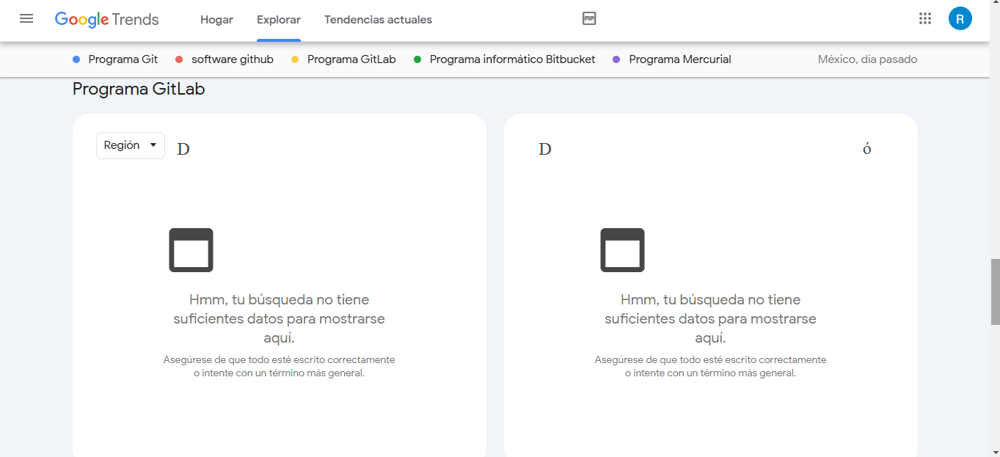 Google Trends Hogar Explorar Tendencias actuales MP R
Programa Git software github Programa GitLab Programa informático Bitbucket Programa Mercurial México, día pasado
Programa GitLab
Región D D ó
Hmm, tu búsqueda no tiene
suficientes datos para mostrarse
aquí.
Asegúrese de que todo esté escrito correctamente
o intente con un término más general.
Hmm, tu búsqueda no tiene
suficientes datos para mostrarse
aquí.
Asegúrese de que todo esté escrito correctamente
o intente con un término más general.